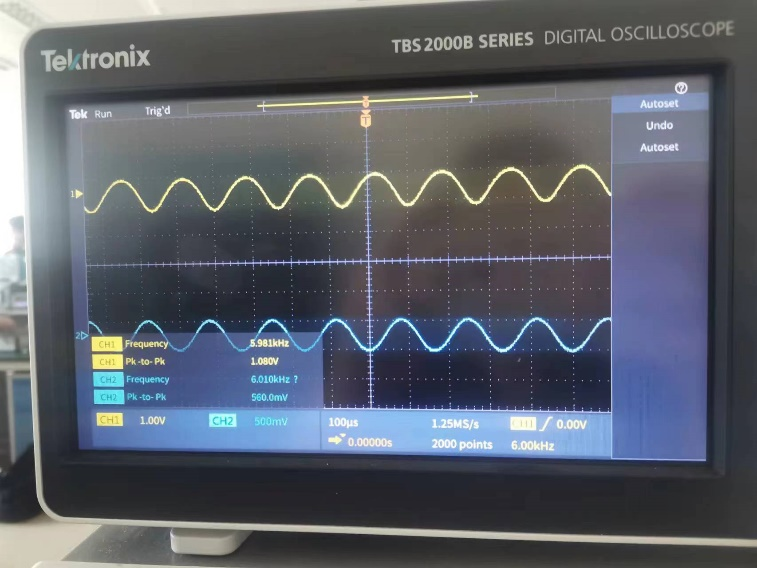 Tektronix
TBS 2000B SERIES DIGITAL OSCILLOSCOPE
Tek Run Trig'd
Autoset
Undo
Autoset
T
1
2
CH1 Frequency 5.981kHz
CH1 Pk-to-Pk 1.080V
CH2 Frequency 6.010kHz ?
CH2 Pk-to-Pk 560.0mV
CH1 1.00V CH2 500mV 100µs 1.25MS/s CH1 0.00V
0.00000s 2000 points 6.00kHz